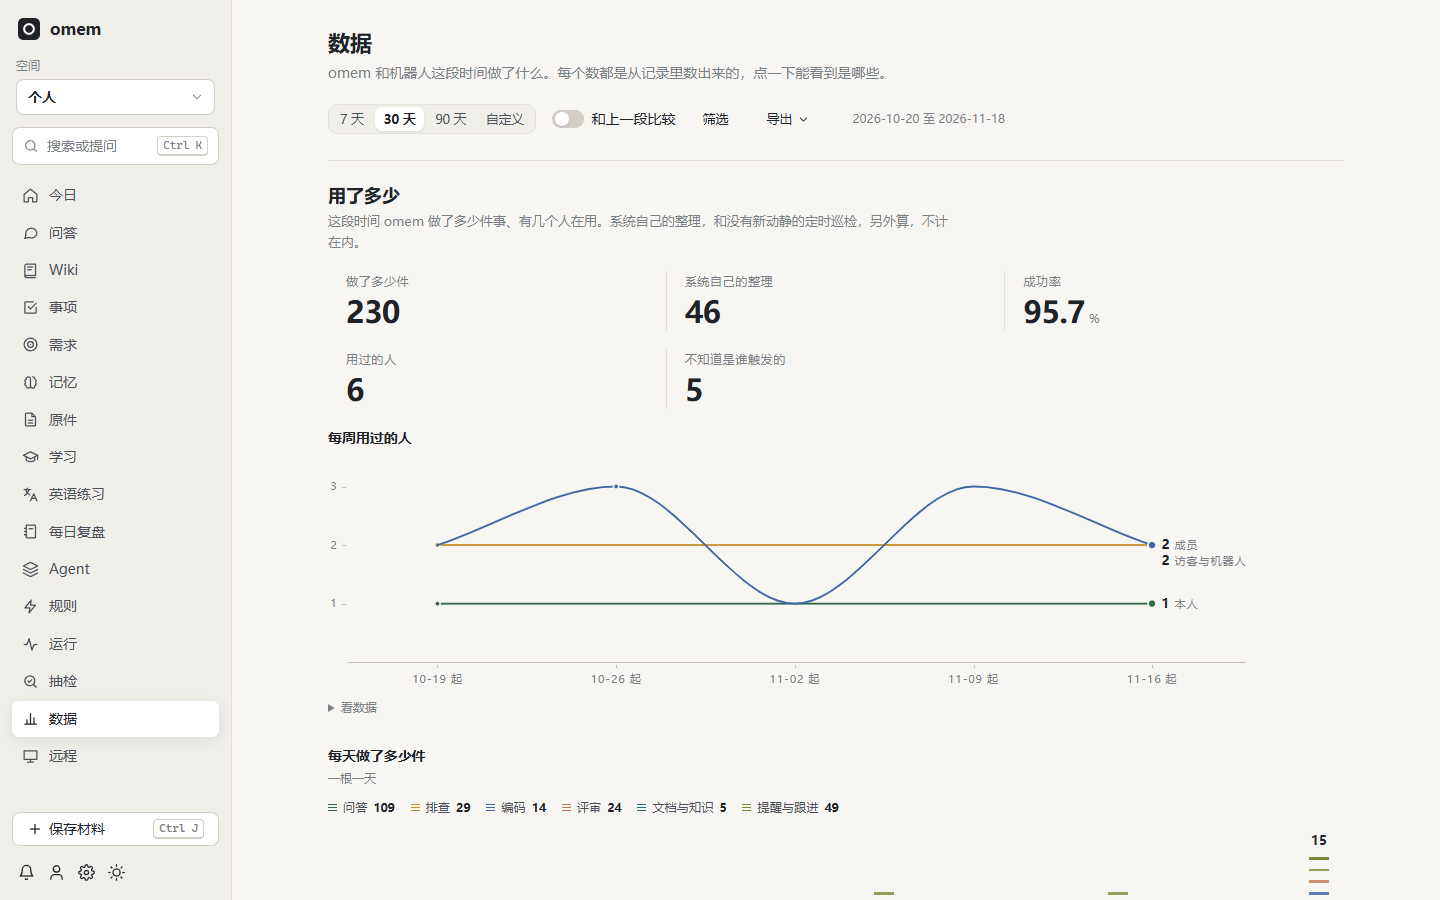 omem
空间
个人
搜索或提问 Ctrl K
今日
问答
Wiki
事项
需求
记忆
原件
学习
英语练习
每日复盘
Agent
规则
运行
抽检
数据
远程
保存材料 Ctrl J
数据
omem 和机器人这段时间做了什么。每个数都是从记录里数出来的，点一下能看到是哪些。
7 天 30 天 90 天 自定义 和上一段比较 筛选 导出 2026-10-20 至 2026-11-18
用了多少
这段时间 omem 做了多少件事、有几个人在用。系统自己的整理，和没有新动静的定时巡检，另外算，不计
在内。
做了多少件 系统自己的整理 成功率
230 46 95.7 %
用过的人 不知道是谁触发的
6 5
每周用过的人
3
2 2 成员
2 访客与机器人
1 1 本人
10-19 起 10-26 起 11-02 起 11-09 起 11-16 起
看数据
每天做了多少件
一根一天
问答 109 排查 29 编码 14 评审 24 文档与知识 5 提醒与跟进 49
15